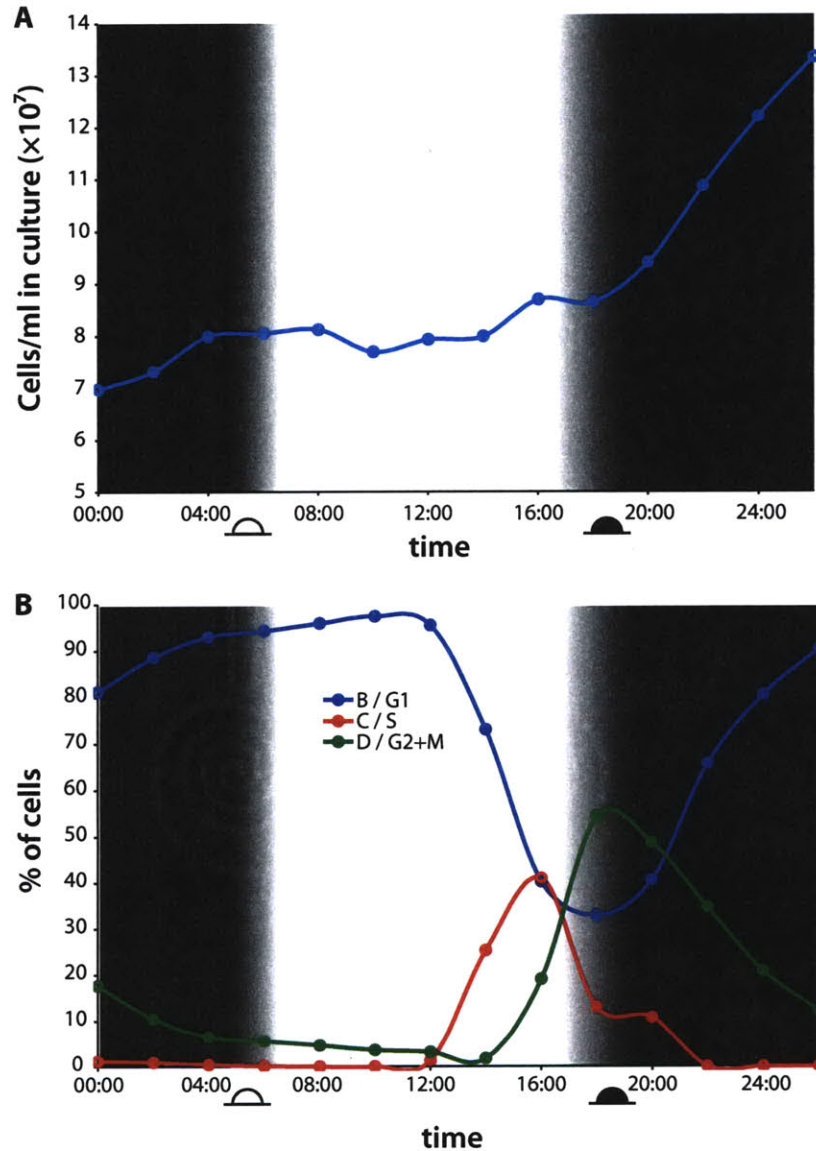 A
14
13
12
11
10
9
8
7
6
5
Cells/ml in culture (×10⁷)
00:00 04:00 08:00 12:00 16:00 20:00 24:00
time
B
100
90
80
70
60
50
40
30
20
10
0
% of cells
B / G1
C / S
D / G2+M
00:00 04:00 08:00 12:00 16:00 20:00 24:00
time